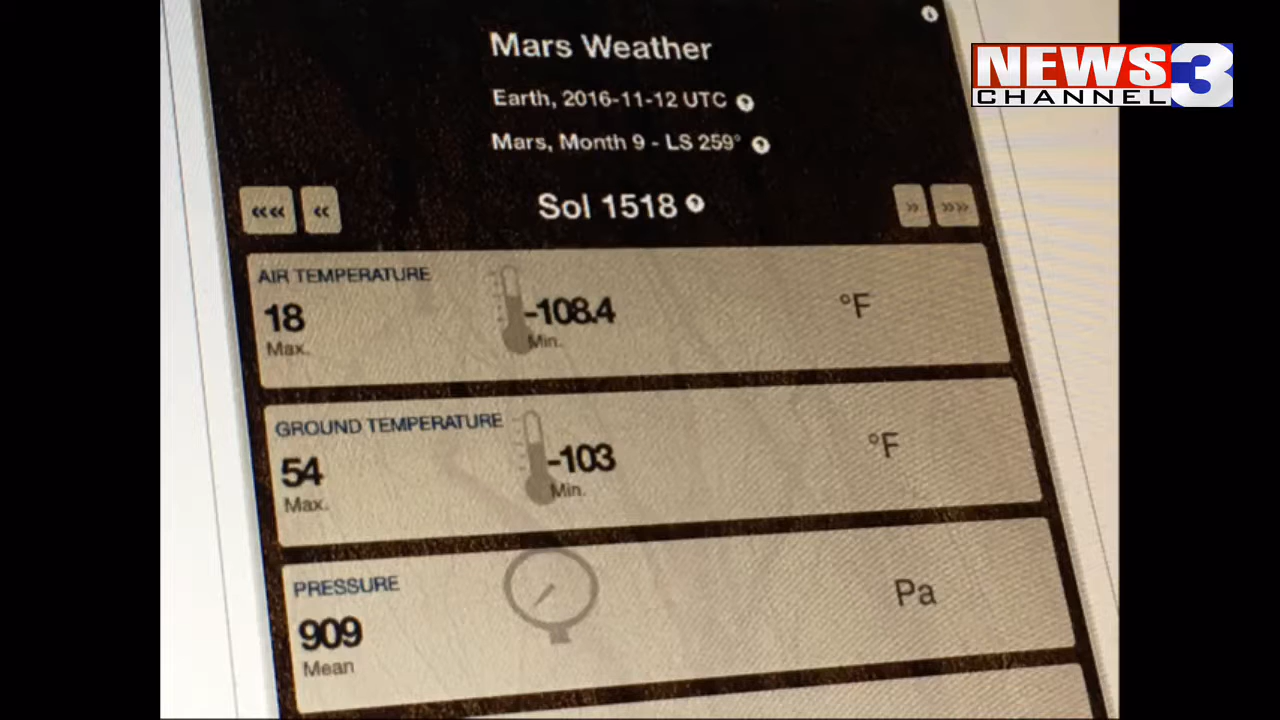 Mars Weather
Earth, 2016-11-12 UTC ?
Mars, Month 9 - LS 259° ?
««« «« Sol 1518 ? »» »»»
AIR TEMPERATURE
18 -108.4 °F
Max. Min.
GROUND TEMPERATURE
54 -103 °F
Max. Min.
PRESSURE
909 Pa
Mean
NEWS 3
CHANNEL